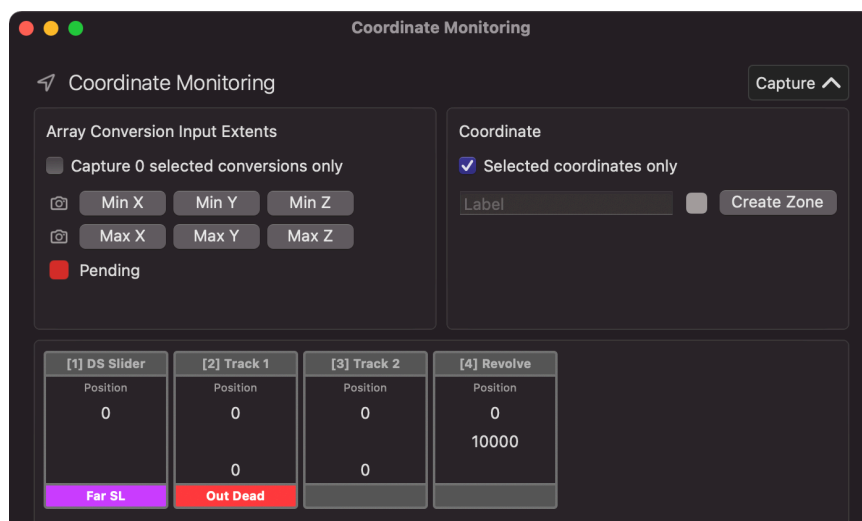 Coordinate Monitoring
Coordinate Monitoring
Capture
Array Conversion Input Extents
Capture 0 selected conversions only
Min X Min Y Min Z
Max X Max Y Max Z
Pending
Coordinate
Selected coordinates only
Label
Create Zone
[1] DS Slider
Position
0
Far SL
[2] Track 1
Position
0
0
Out Dead
[3] Track 2
Position
0
0
[4] Revolve
Position
0
10000